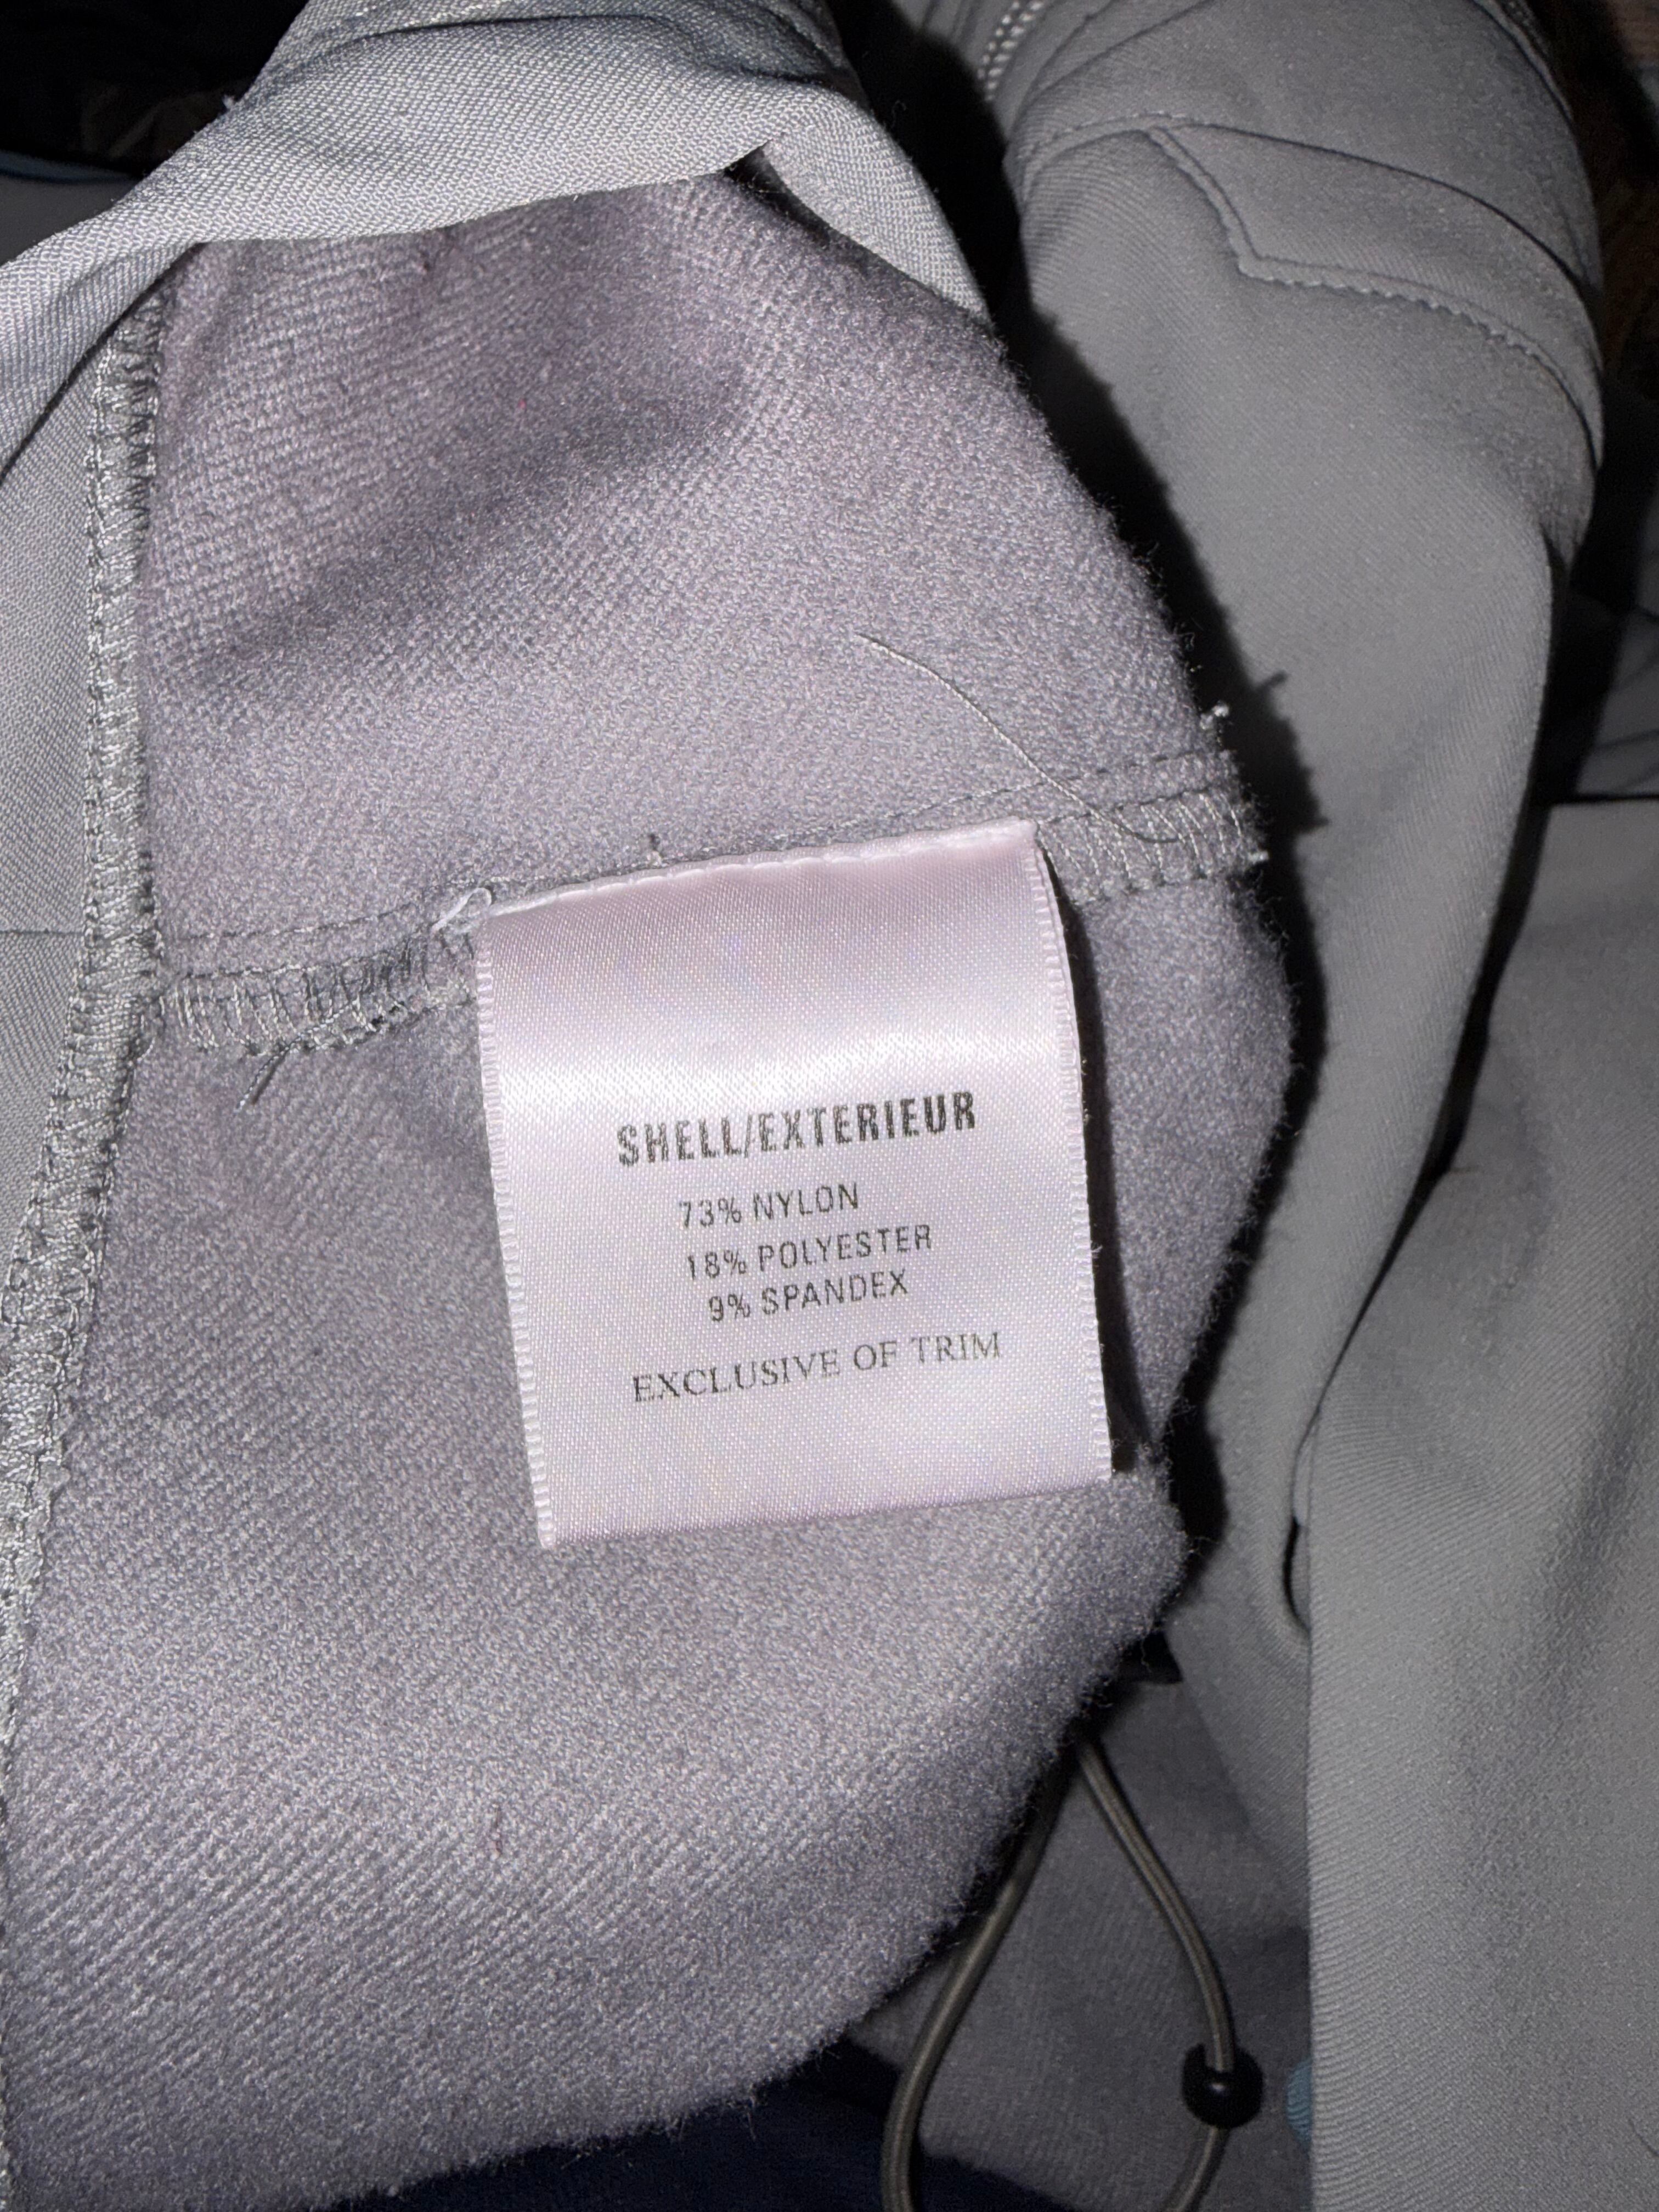 SHELL/EXTERIEUR
73% NYLON
18% POLYESTER
9% SPANDEX
EXCLUSIVE OF TRIM